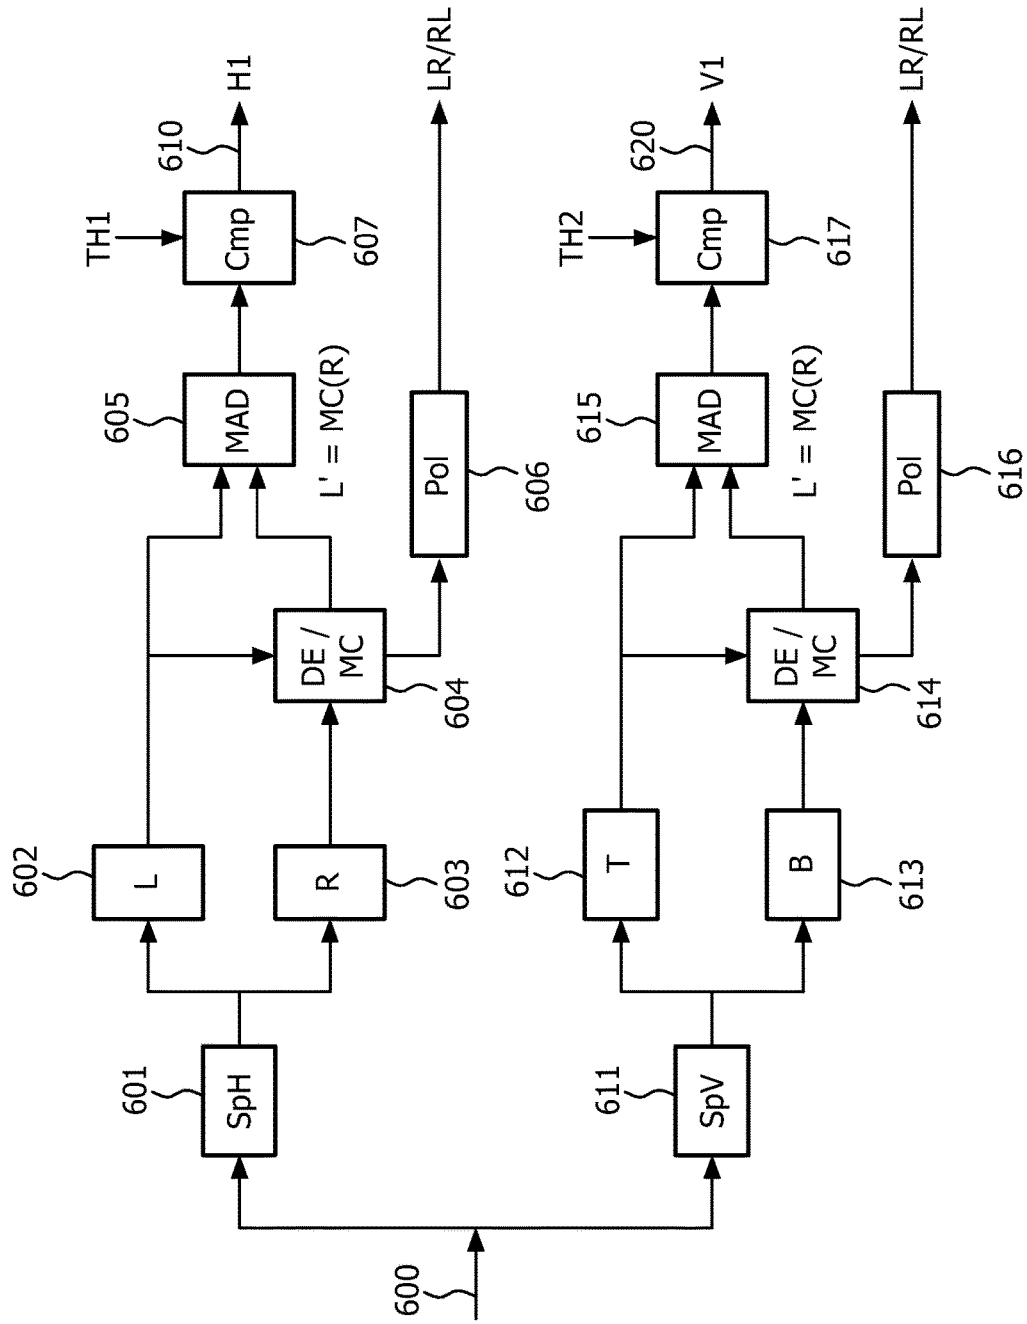 600
601
SpH
602
L
603
R
604
DE /
MC
605
MAD
L' = MC(R)
606
Pol
LR/RL
TH1
Cmp
607
610
H1
611
SpV
612
T
613
B
614
DE /
MC
615
MAD
L' = MC(R)
616
Pol
LR/RL
TH2
Cmp
617
620
V1